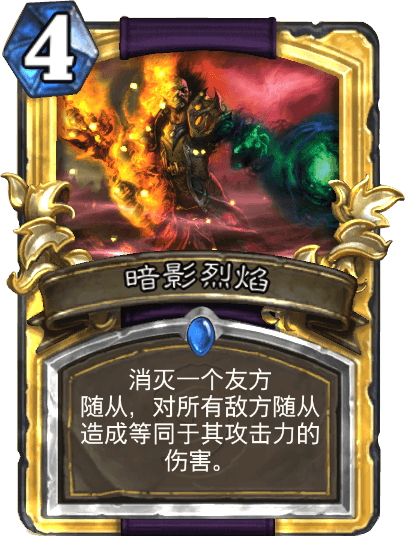 4
暗影烈焰
消灭一个友方
随从，对所有敌方随从
造成等同于其攻击力的
伤害。